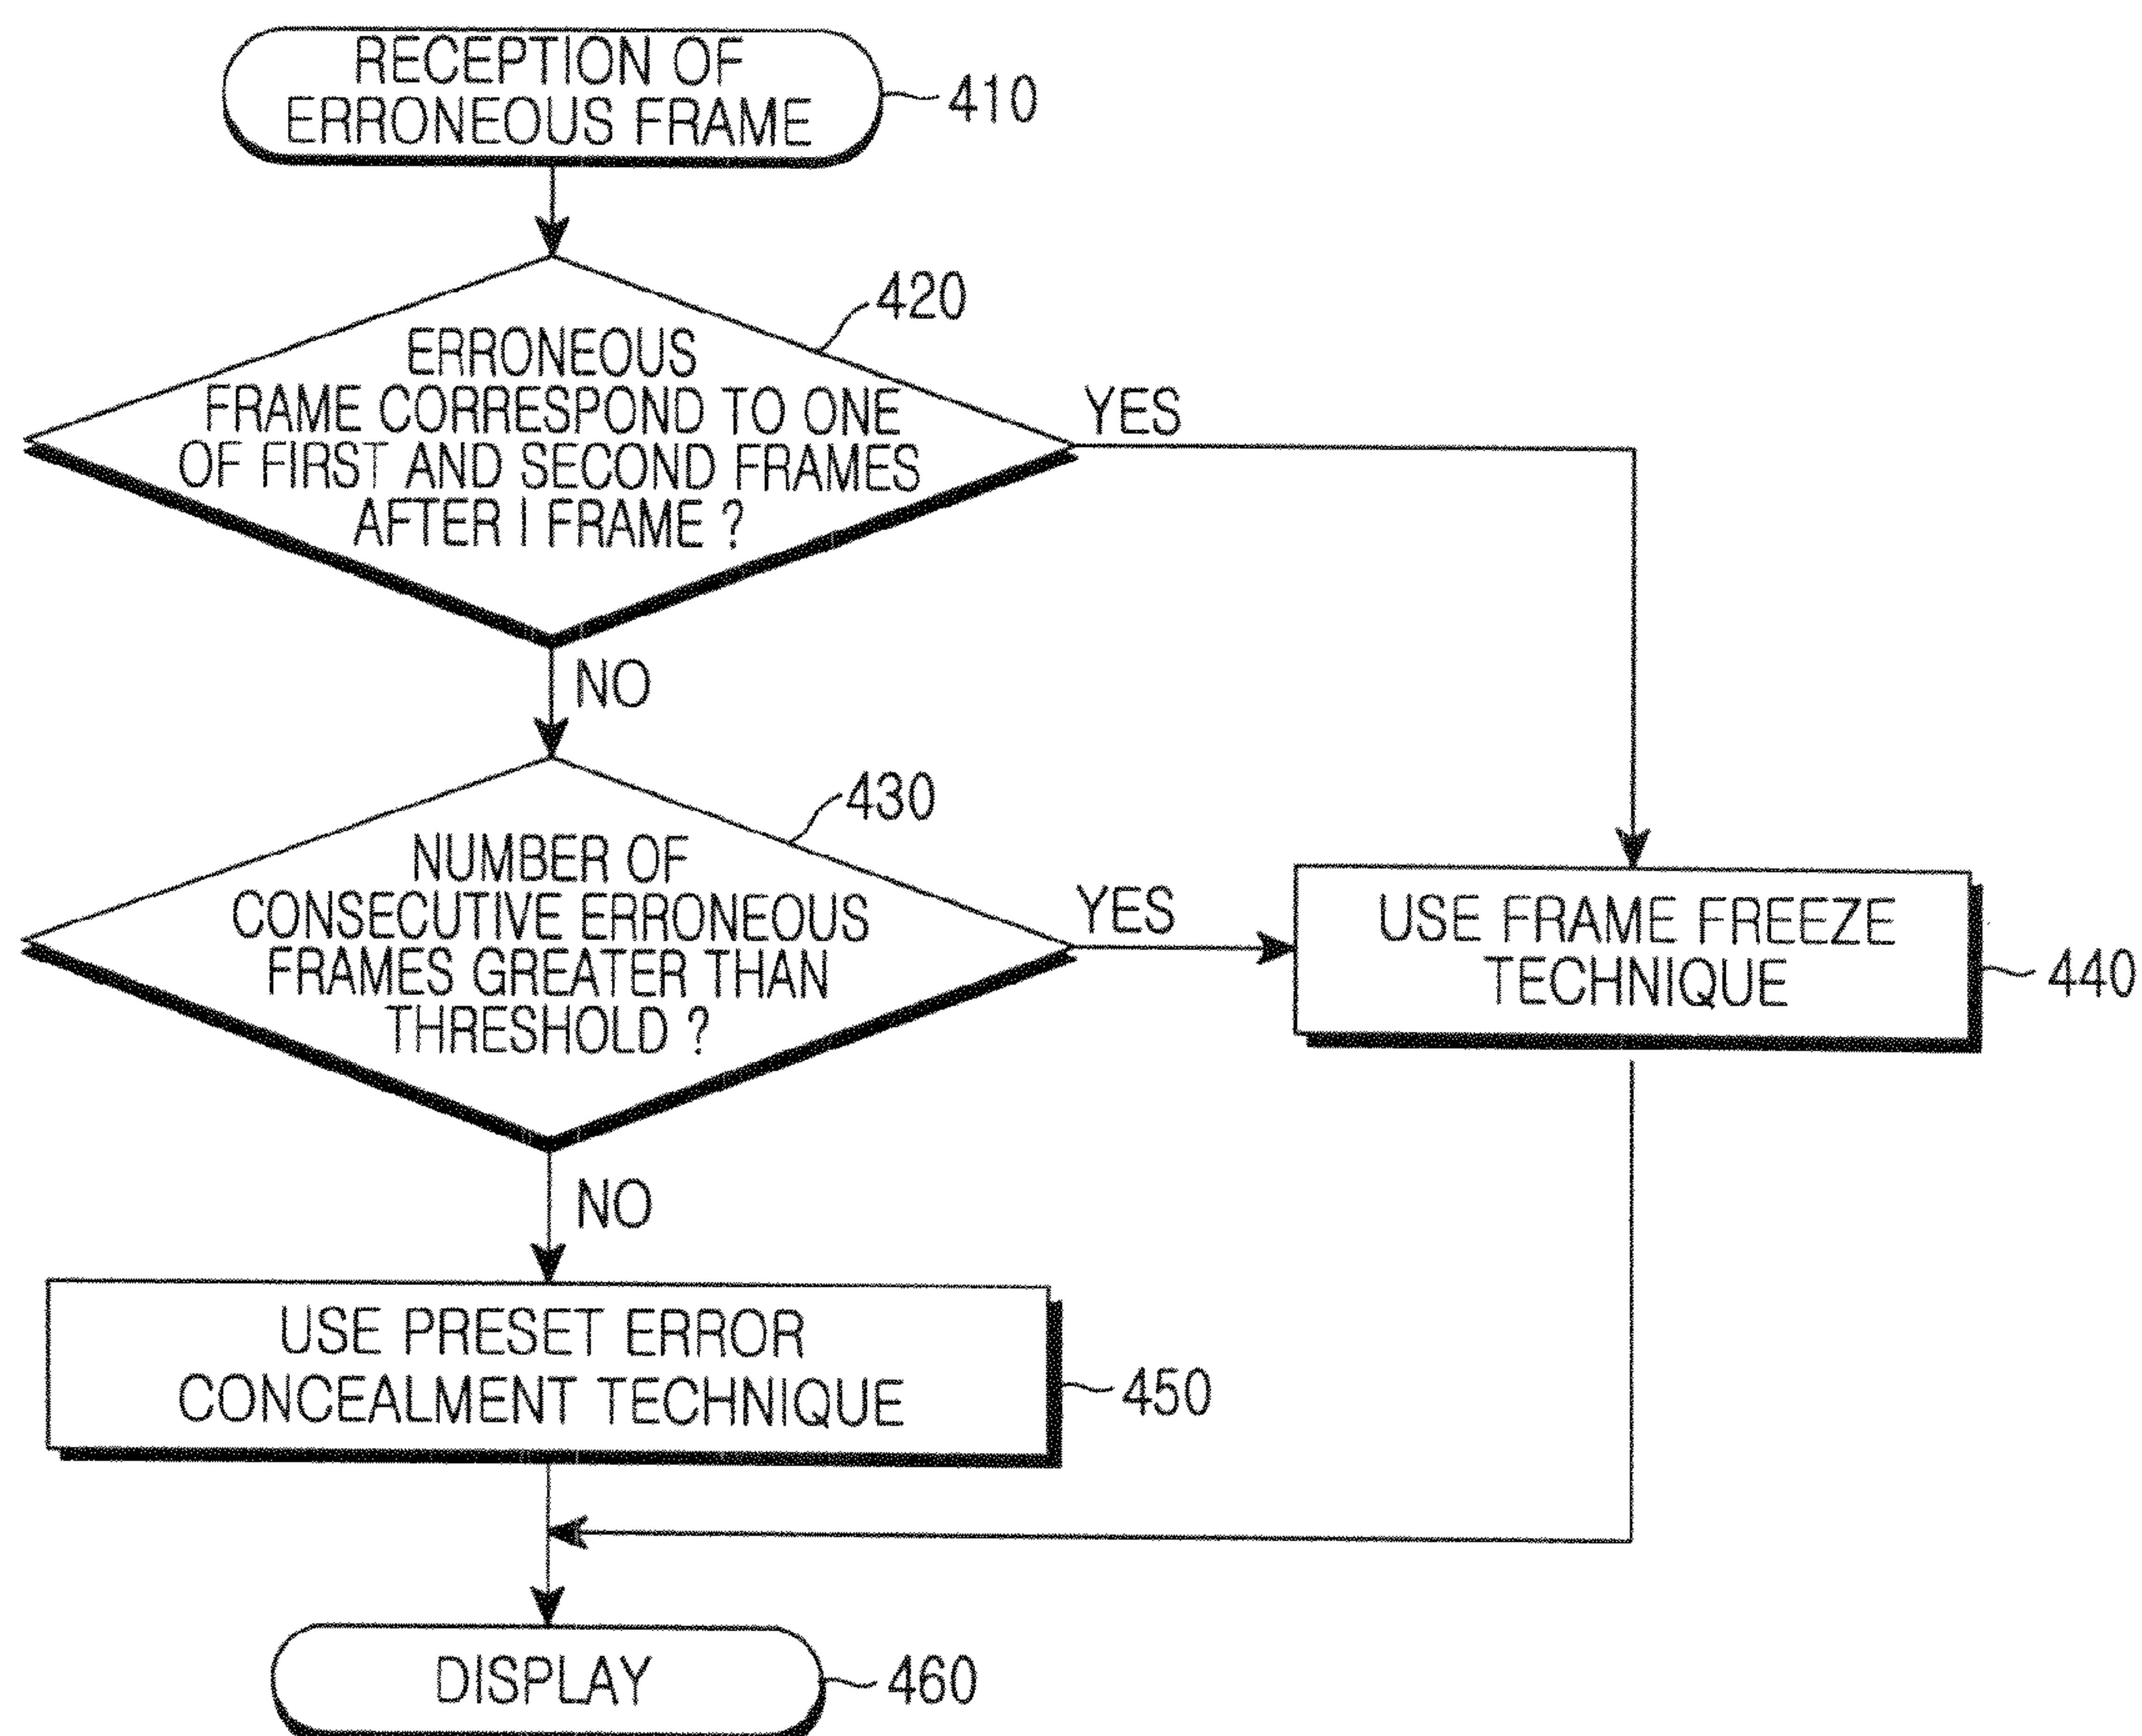 RECEPTION OF
ERRONEOUS FRAME
410
420
ERRONEOUS
FRAME CORRESPOND TO ONE
OF FIRST AND SECOND FRAMES
AFTER I FRAME ?
YES
NO
430
NUMBER OF
CONSECUTIVE ERRONEOUS
FRAMES GREATER THAN
THRESHOLD ?
YES
USE FRAME FREEZE
TECHNIQUE
440
NO
USE PRESET ERROR
CONCEALMENT TECHNIQUE
450
DISPLAY
460